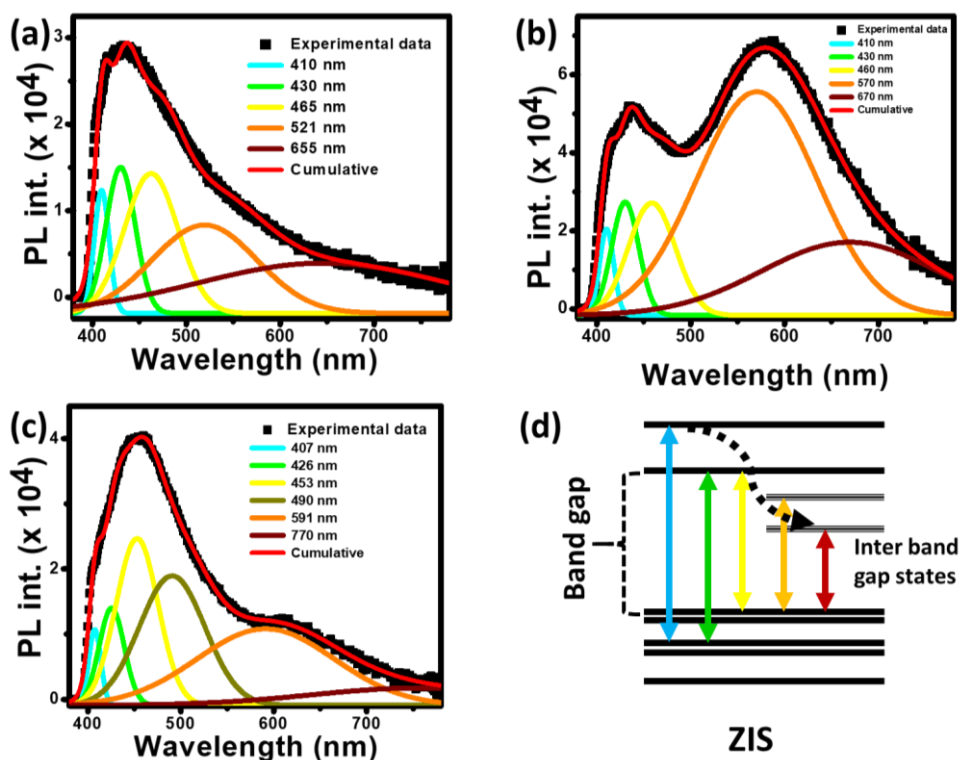 (a)
PL int. (x 10⁴)
3
2
1
0
Experimental data
410 nm
430 nm
465 nm
521 nm
655 nm
Cumulative
400 500 600 700
Wavelength (nm)
(b)
PL int. (x 10⁴)
6
4
2
0
Experimental data
410 nm
430 nm
460 nm
570 nm
670 nm
Cumulative
400 500 600 700
Wavelength (nm)
(c)
PL int. (x 10⁴)
4
2
0
Experimental data
407 nm
426 nm
453 nm
490 nm
591 nm
770 nm
Cumulative
400 500 600 700
Wavelength (nm)
(d)
Band gap
Inter band
gap states
ZIS